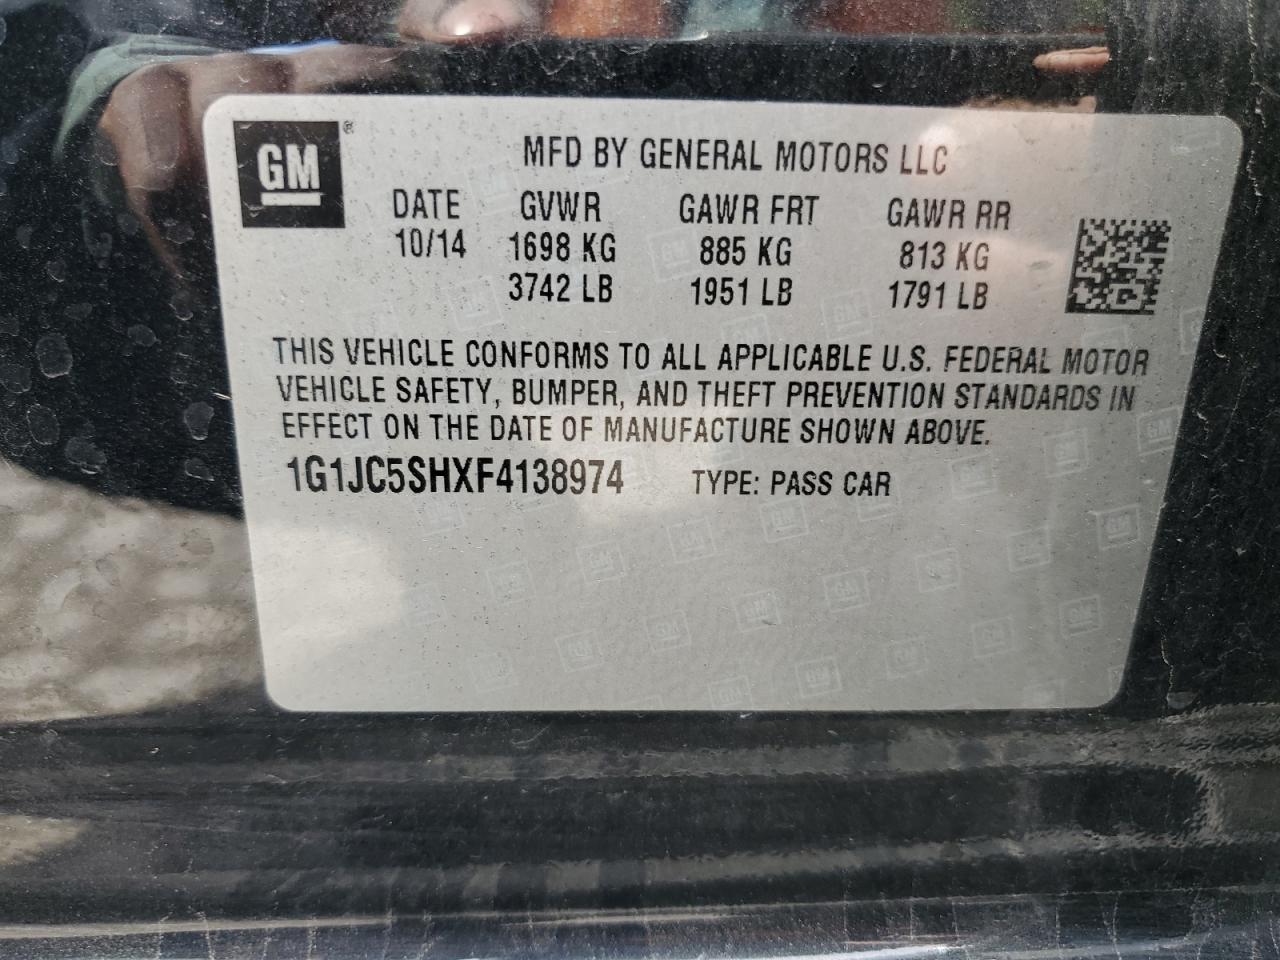 GM ®
MFD BY GENERAL MOTORS LLC
DATE GVWR GAWR FRT GAWR RR
10/14 1698 KG 885 KG 813 KG
3742 LB 1951 LB 1791 LB
THIS VEHICLE CONFORMS TO ALL APPLICABLE U.S. FEDERAL MOTOR
VEHICLE SAFETY, BUMPER, AND THEFT PREVENTION STANDARDS IN
EFFECT ON THE DATE OF MANUFACTURE SHOWN ABOVE.
1G1JC5SHXF4138974 TYPE: PASS CAR